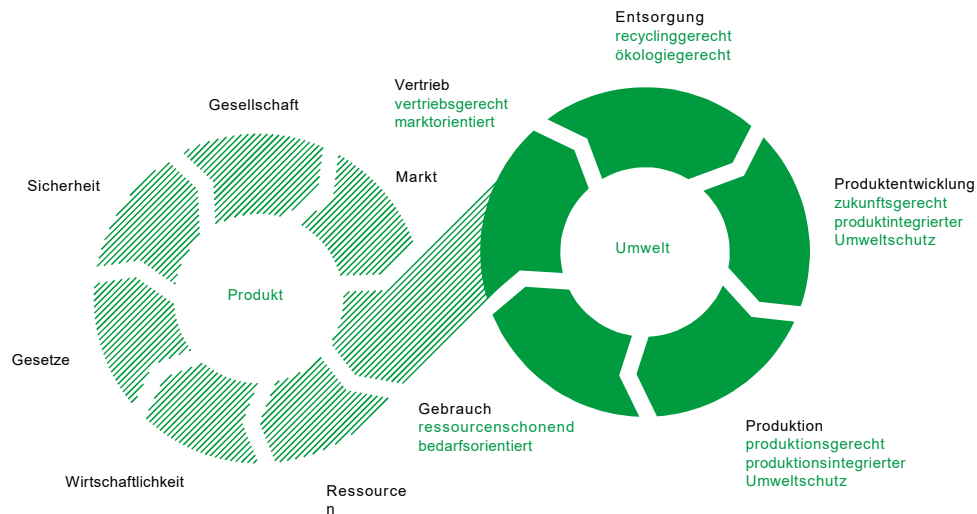 Entsorgung
recyclinggerecht
ökologiegerecht
Vertrieb
vertriebsgerecht
marktorientiert
Gesellschaft
Markt
Sicherheit
Produktentwicklung
zukunftsgerecht
produktintegrierter
Umweltschutz
Umwelt
Produkt
Gesetze
Gebrauch
ressourcenschonend
bedarfsorientiert
Produktion
produktionsgerecht
produktionsintegrierter
Umweltschutz
Wirtschaftlichkeit
Ressource
n